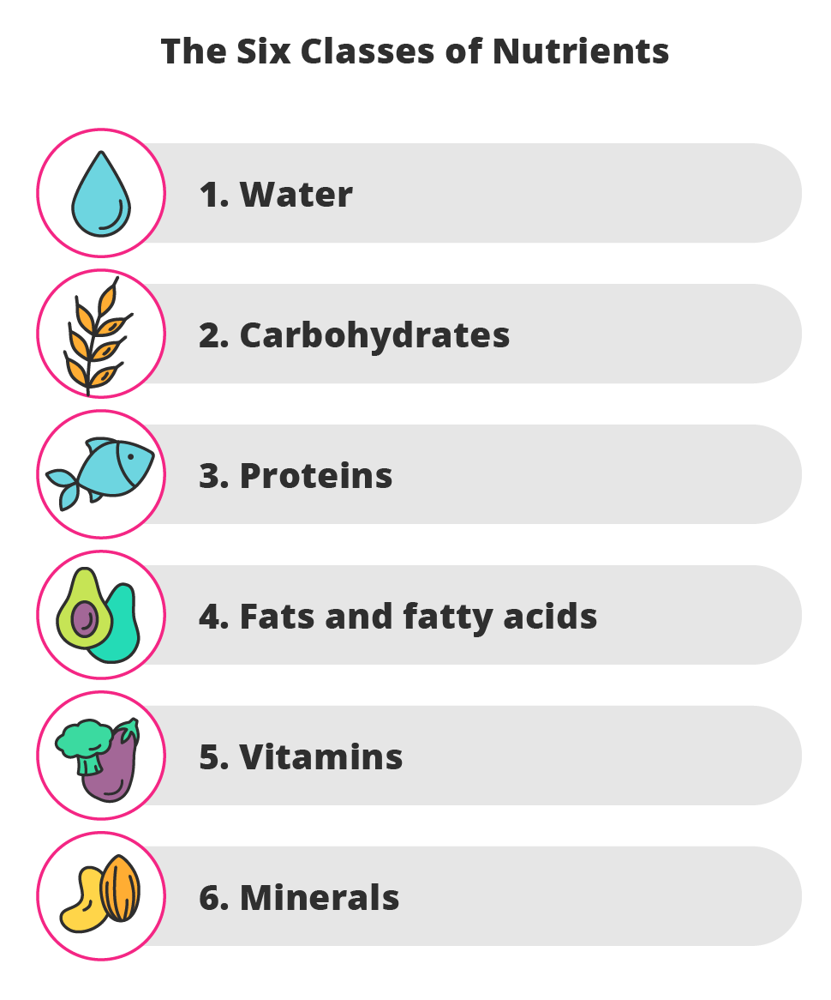 The Six Classes of Nutrients
1. Water
2. Carbohydrates
3. Proteins
4. Fats and fatty acids
5. Vitamins
6. Minerals